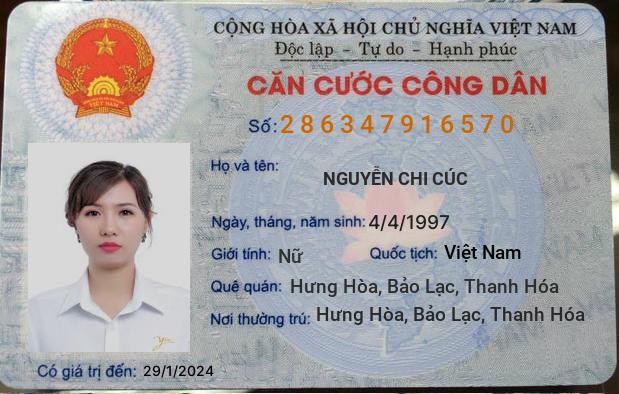 CỘNG HÒA XÃ HỘI CHỦ NGHĨA VIỆT NAM
Độc lập - Tự do - Hạnh phúc
CĂN CƯỚC CÔNG DÂN
Số: 286347916570
Họ và tên:
NGUYỄN CHI CÚC
Ngày, tháng, năm sinh: 4/4/1997
Giới tính: Nữ Quốc tịch: Việt Nam
Quê quán: Hưng Hòa, Bảo Lạc, Thanh Hóa
Nơi thường trú: Hưng Hòa, Bảo Lạc, Thanh Hóa
Có giá trị đến: 29/1/2024
VIỆT NAM